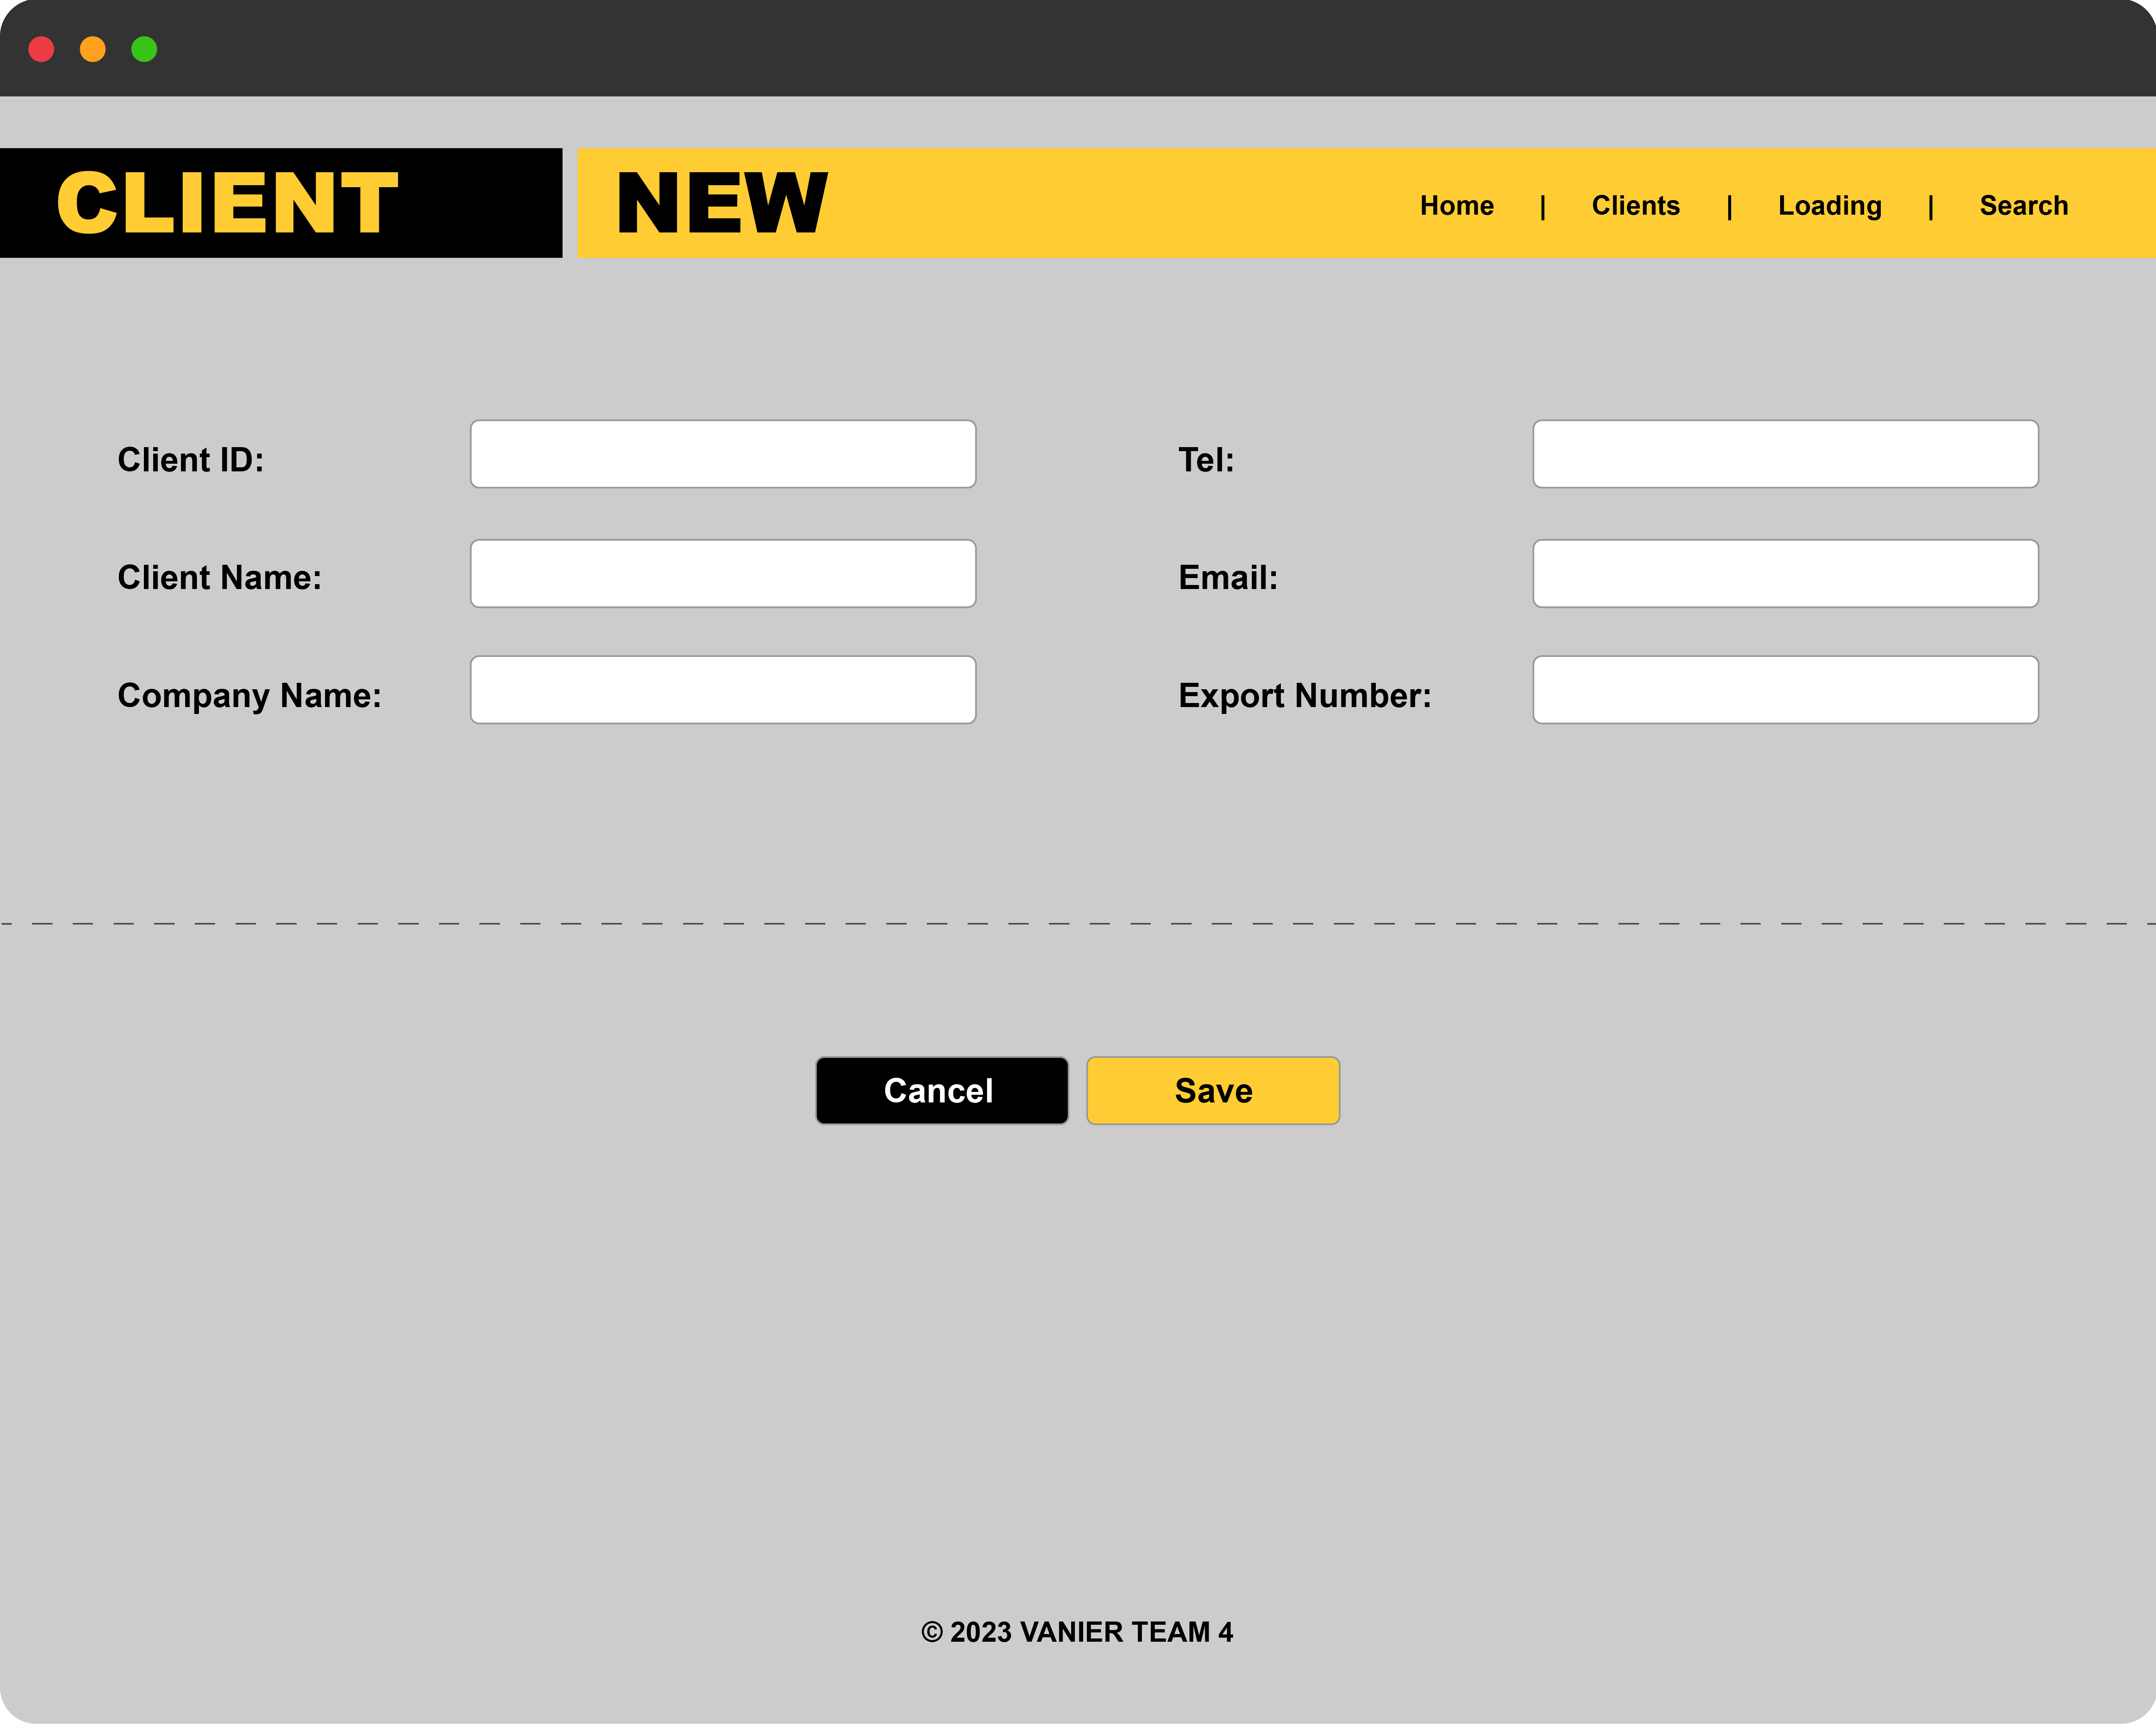 CLIENT NEW Home | Clients | Loading | Search
Client ID: Tel:
Client Name: Email:
Company Name: Export Number:
Cancel Save
© 2023 VANIER TEAM 4